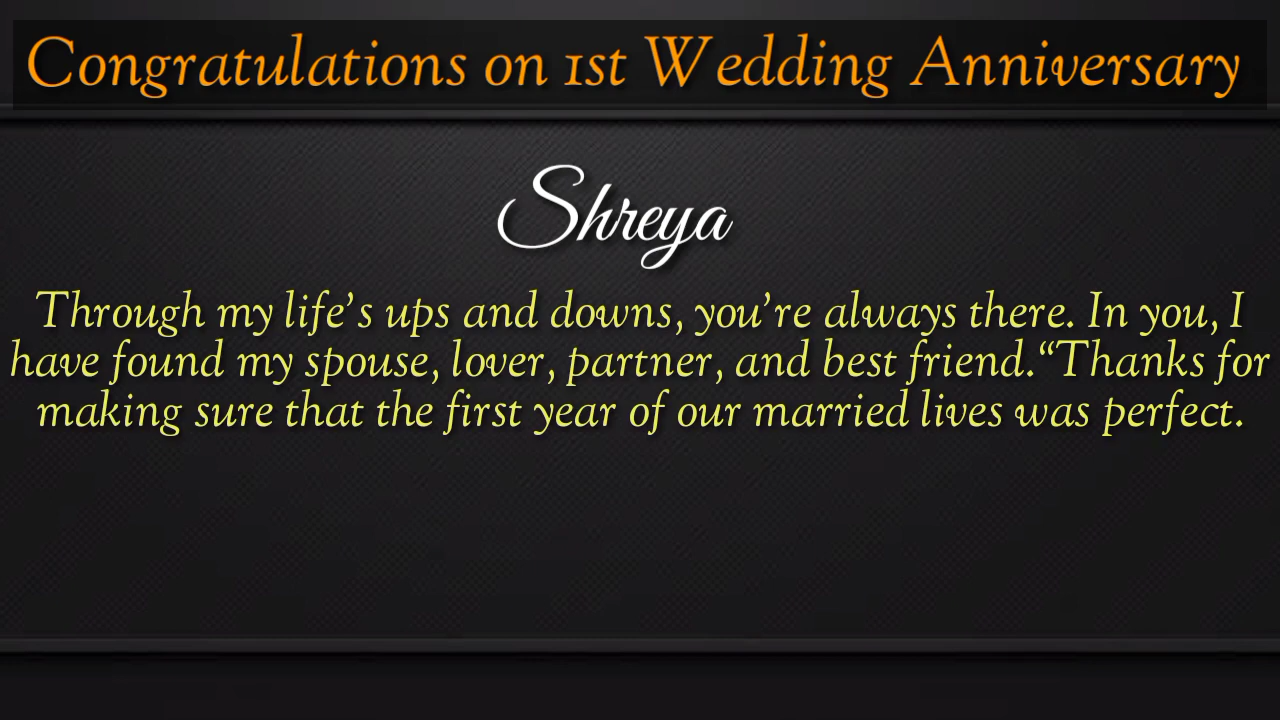 Congratulations on 1st Wedding Anniversary
Shreya
Through my life’s ups and downs, you’re always there. In you, I
have found my spouse, lover, partner, and best friend.“Thanks for
making sure that the first year of our married lives was perfect.